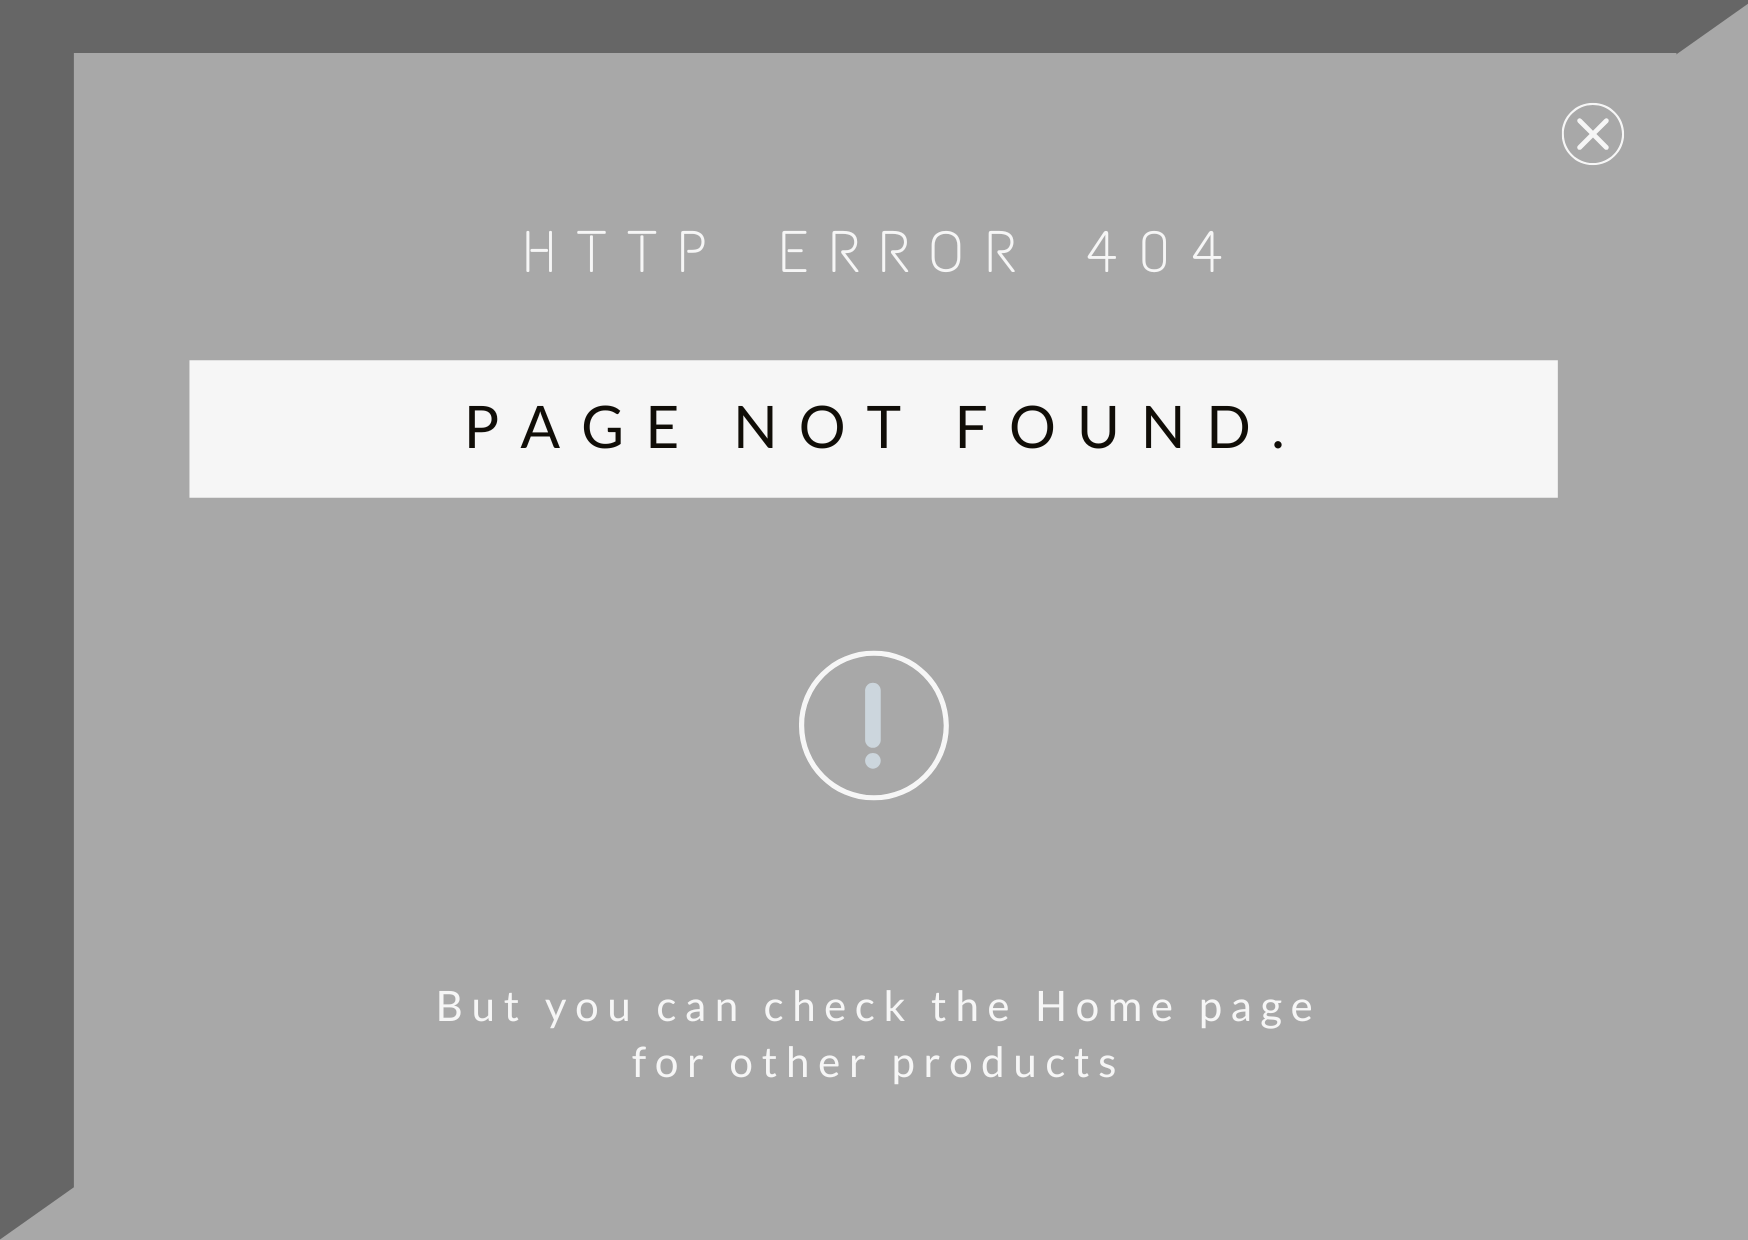 HTTP ERROR 404
PAGE NOT FOUND.
But you can check the Home page
for other products